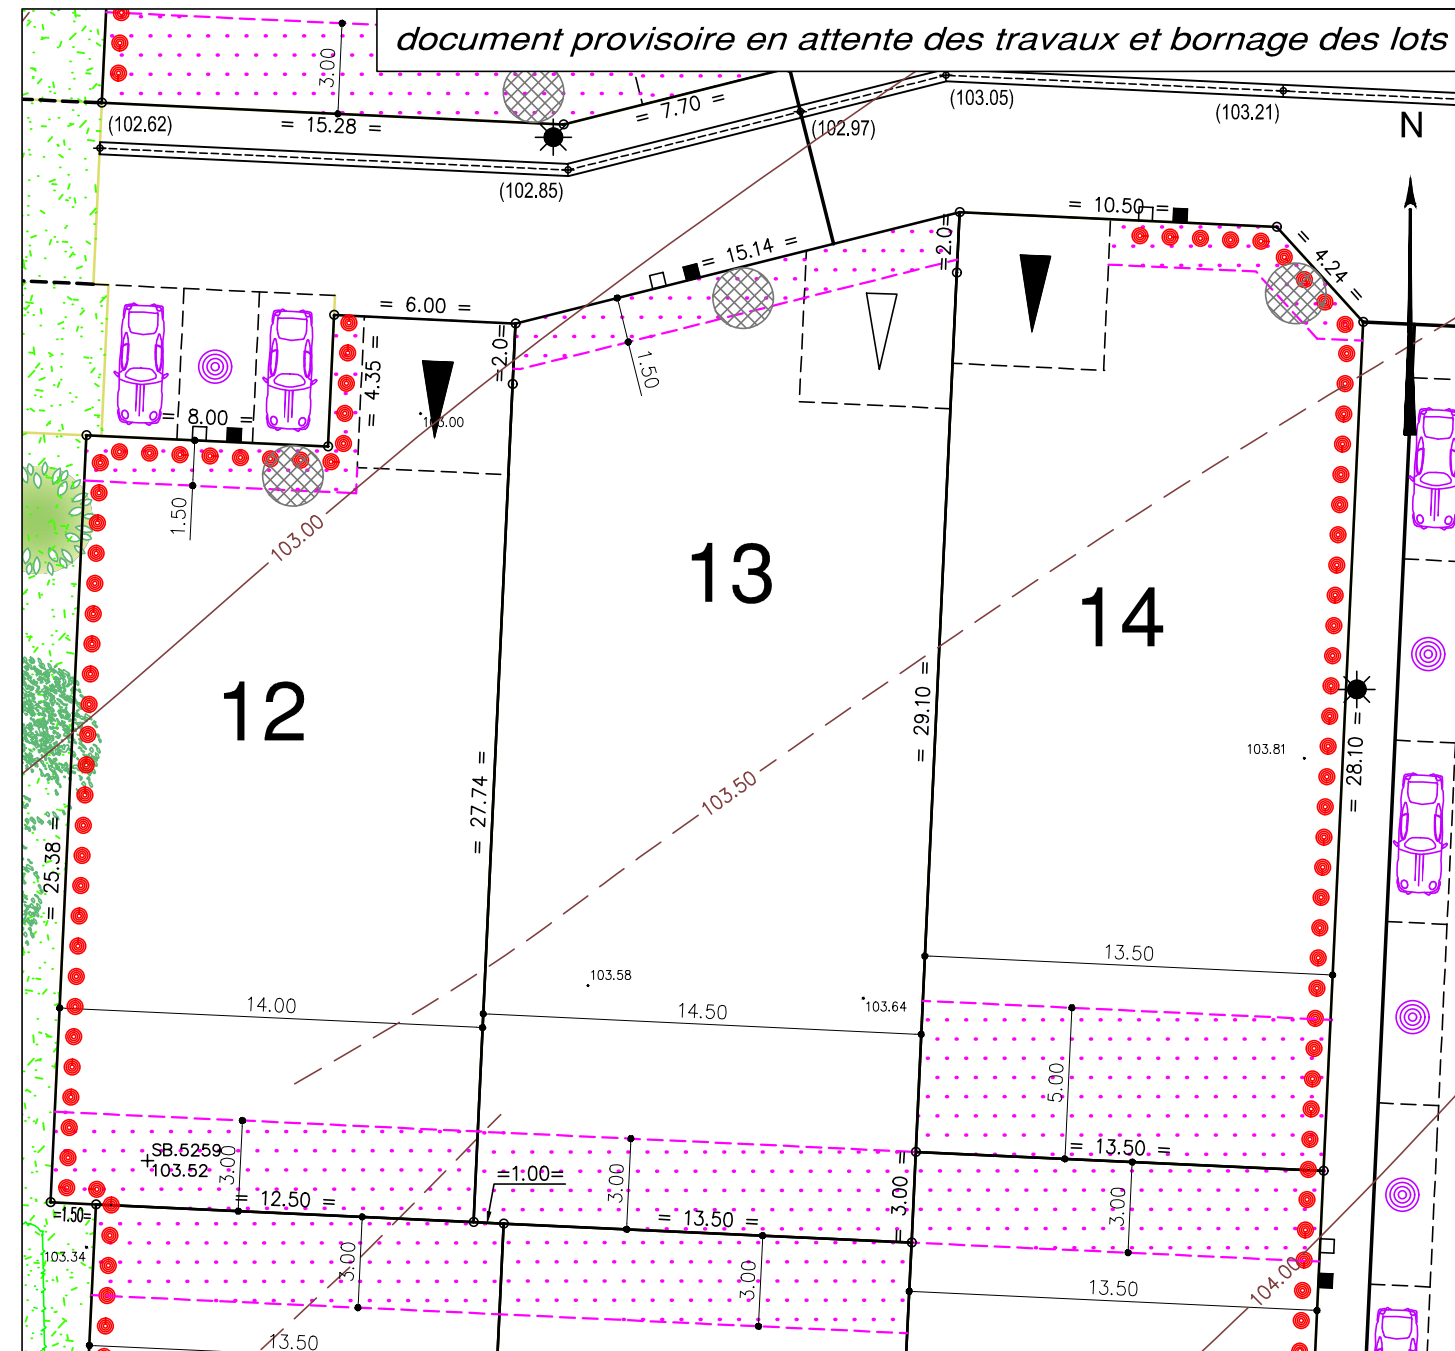 document provisoire en attente des travaux et bornage des lots
3.00
(102.62)
= 15.28 =
= 7.70 =
(103.05)
(102.97)
(103.21)
N
(102.85)
= 10.50 =
= 15.14 =
=2.0=
= 4.24 =
= 6.00 =
=2.0=
= 4.35 =
1.50
= 8.00 =
103.00
1.50
103.00
13
14
12
= 29.10 =
103.81
= 28.10 =
103.50
= 27.74 =
= 25.38 =
13.50
103.58
103.64
14.00
14.50
5.00
SB.5259
103.52
3.00
3.00
= 13.50 =
=1.00=
= 3.00 =
3.00
= 12.50 =
=1.50=
= 13.50 =
103.34
3.00
3.00
104.00
13.50
13.50